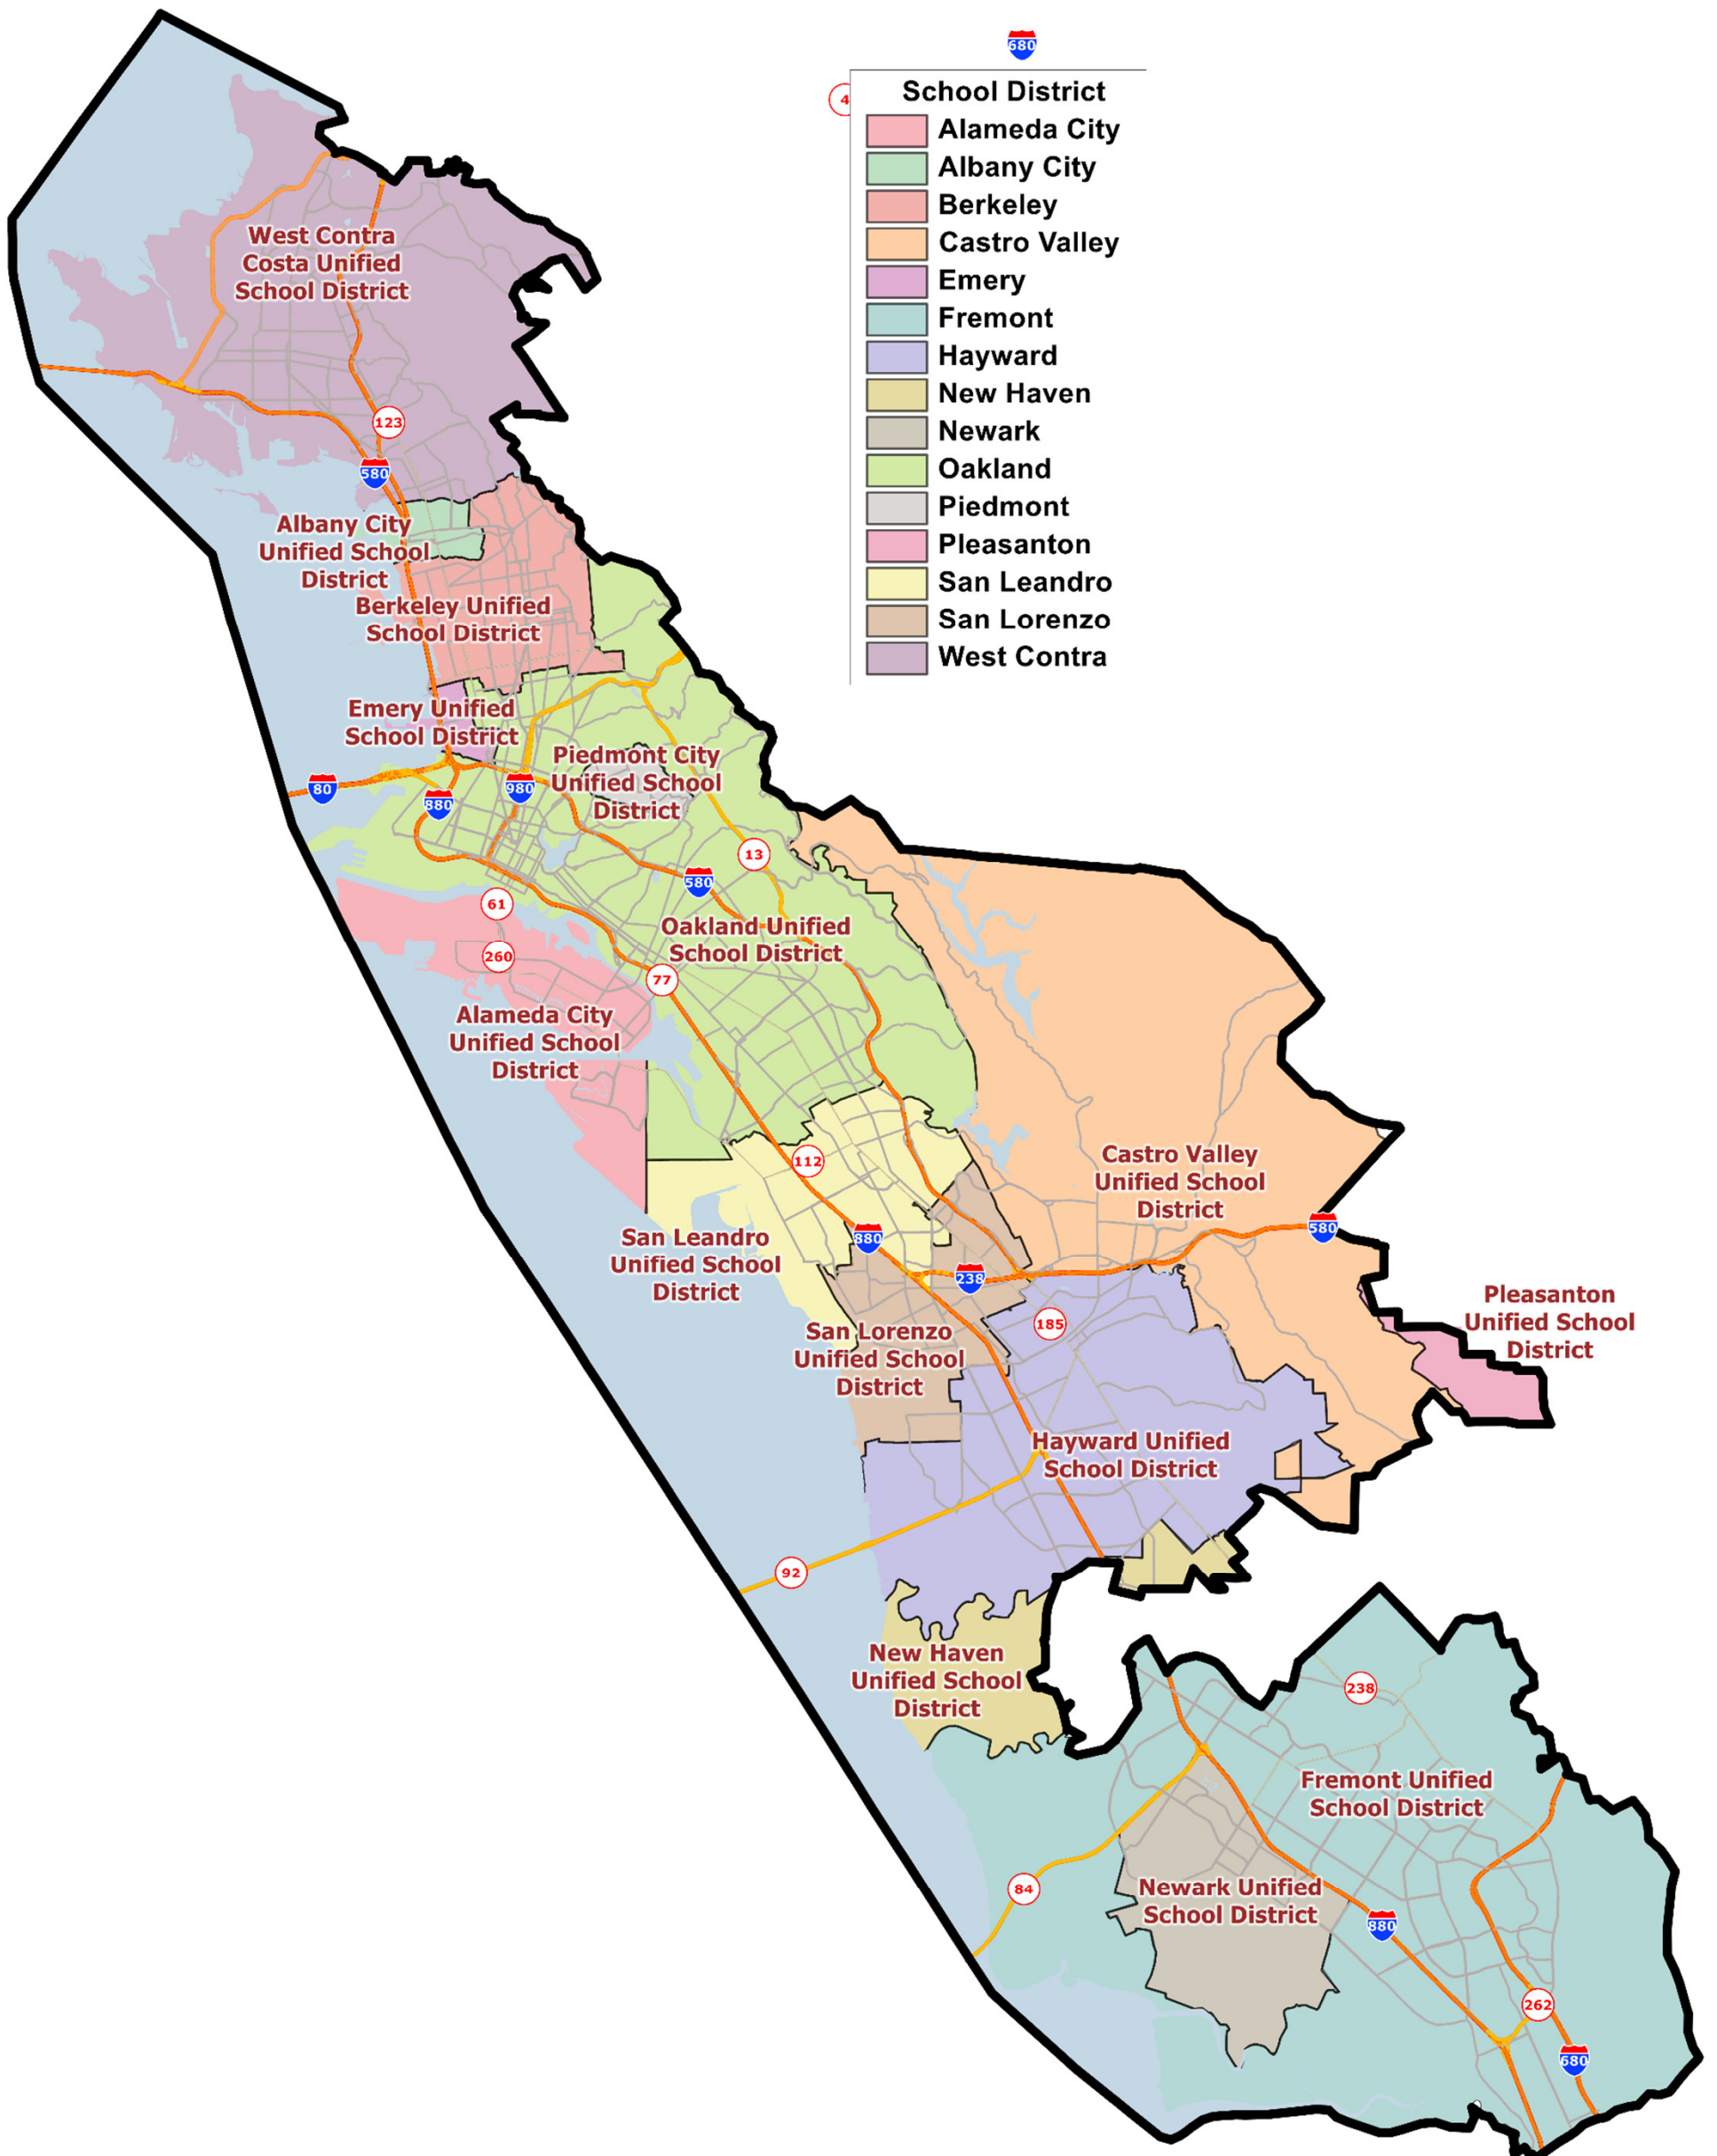 680
4
School District
Alameda City
Albany City
Berkeley
Castro Valley
Emery
Fremont
Hayward
New Haven
Newark
Oakland
Piedmont
Pleasanton
San Leandro
San Lorenzo
West Contra
West Contra
Costa Unified
School District
123
580
Albany City
Unified School
District
Berkeley Unified
School District
Emery Unified
School District
80
880
980
Piedmont City
Unified School
District
13
580
61
260
Oakland Unified
School District
77
Alameda City
Unified School
District
112
Castro Valley
Unified School
District
580
San Leandro
Unified School
District
880
238
185
Pleasanton
Unified School
District
San Lorenzo
Unified School
District
Hayward Unified
School District
92
New Haven
Unified School
District
238
Fremont Unified
School District
84
Newark Unified
School District
880
262
680